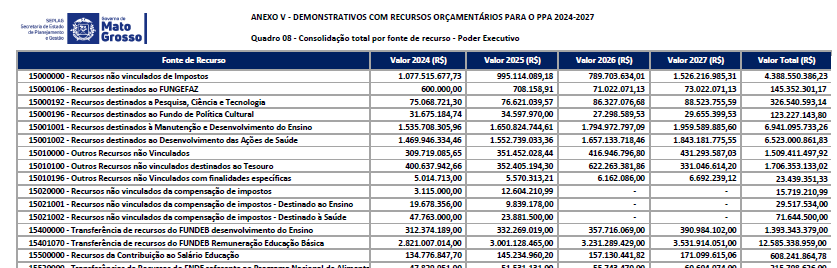 SEPLAG
Secretaria de Estado
de Planejamento
e Gestão
Governo de
Mato
Grosso
ANEXO V - DEMONSTRATIVOS COM RECURSOS ORÇAMENTÁRIOS PARA O PPA 2024-2027
Quadro 08 - Consolidação total por fonte de recurso - Poder Executivo
Fonte de Recurso Valor 2024 (R$) Valor 2025 (R$) Valor 2026 (R$) Valor 2027 (R$) Valor Total (R$)
15000000 - Recursos não vinculados de Impostos 1.077.515.677,73 995.114.089,18 789.703.634,01 1.526.216.985,31 4.388.550.386,23
15000106 - Recursos destinados ao FUNGEFAZ 600.000,00 708.158,91 71.022.071,13 73.022.071,13 145.352.301,17
15000192 - Recursos destinados a Pesquisa, Ciência e Tecnologia 75.068.721,30 76.621.039,57 86.327.076,68 88.523.755,59 326.540.593,14
15000196 - Recursos destinados ao Fundo de Política Cultural 31.675.184,74 34.597.970,00 27.298.589,53 29.655.399,53 123.227.143,80
15001001 - Recursos destinados à Manutenção e Desenvolvimento do Ensino 1.535.708.305,96 1.650.824.744,61 1.794.972.797,09 1.959.589.885,60 6.941.095.733,26
15001002 - Recursos destinados ao Desenvolvimento das Ações de Saúde 1.469.946.334,46 1.552.739.033,36 1.657.133.718,46 1.843.181.775,55 6.523.000.861,83
15010000 - Outros Recursos não Vinculados 309.719.085,65 351.452.028,44 416.946.796,80 431.293.587,03 1.509.411.497,92
15010100 - Outros Recursos não vinculados destinados ao Tesouro 400.637.942,66 352.405.194,30 622.263.381,86 331.046.614,20 1.706.353.133,02
15010196 - Outros Recursos não Vinculados com finalidades específicas 5.014.713,00 5.570.313,21 6.162.086,00 6.692.239,12 23.439.351,33
15020000 - Recursos não vinculados da compensação de impostos 3.115.000,00 12.604.210,99 - - 15.719.210,99
15021001 - Recursos não vinculados da compensação de impostos - Destinado ao Ensino 19.678.356,00 9.839.178,00 - - 29.517.534,00
15021002 - Recursos não vinculados da compensação de impostos - Destinado à Saúde 47.763.000,00 23.881.500,00 - - 71.644.500,00
15400000 - Transferência de recursos do FUNDEB desenvolvimento do Ensino 312.374.189,00 332.269.019,00 357.716.069,00 390.984.102,00 1.393.343.379,00
15401070 - Transferência de recursos do FUNDEB Remuneração Educação Básica 2.821.007.014,00 3.001.128.465,00 3.231.289.429,00 3.531.914.051,00 12.585.338.959,00
15500000 - Recursos da Contribuição ao Salário Educação 134.776.847,70 145.234.960,20 157.130.441,82 171.099.615,06 608.241.864,78